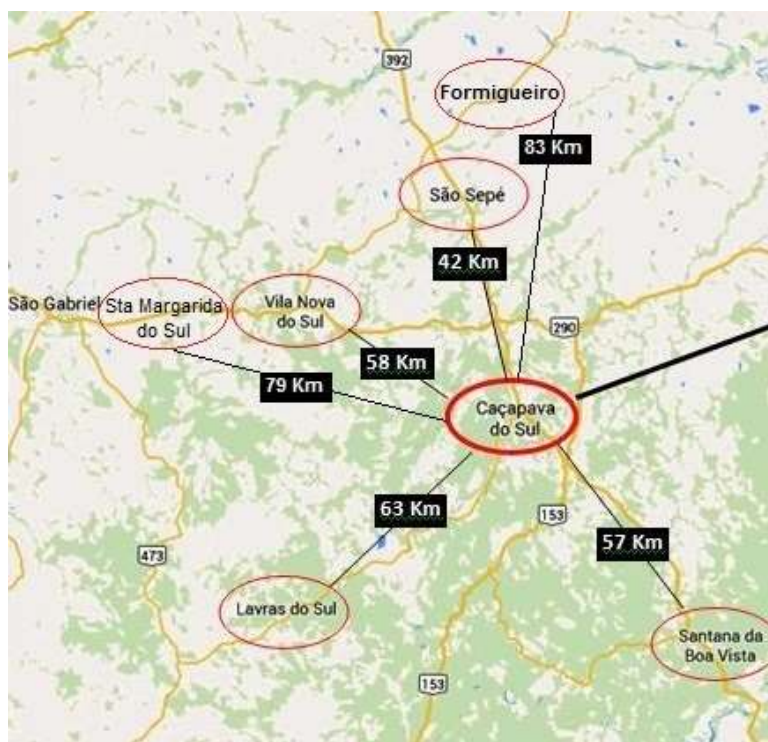 392
Formigueiro
83 Km
São Sepé
42 Km
São Gabriel
Sta Margarida
do Sul
Vila Nova
do Sul
290
58 Km
79 Km
Caçapava
do Sul
63 Km
153
57 Km
473
Lavras do Sul
Santana da
Boa Vista
153